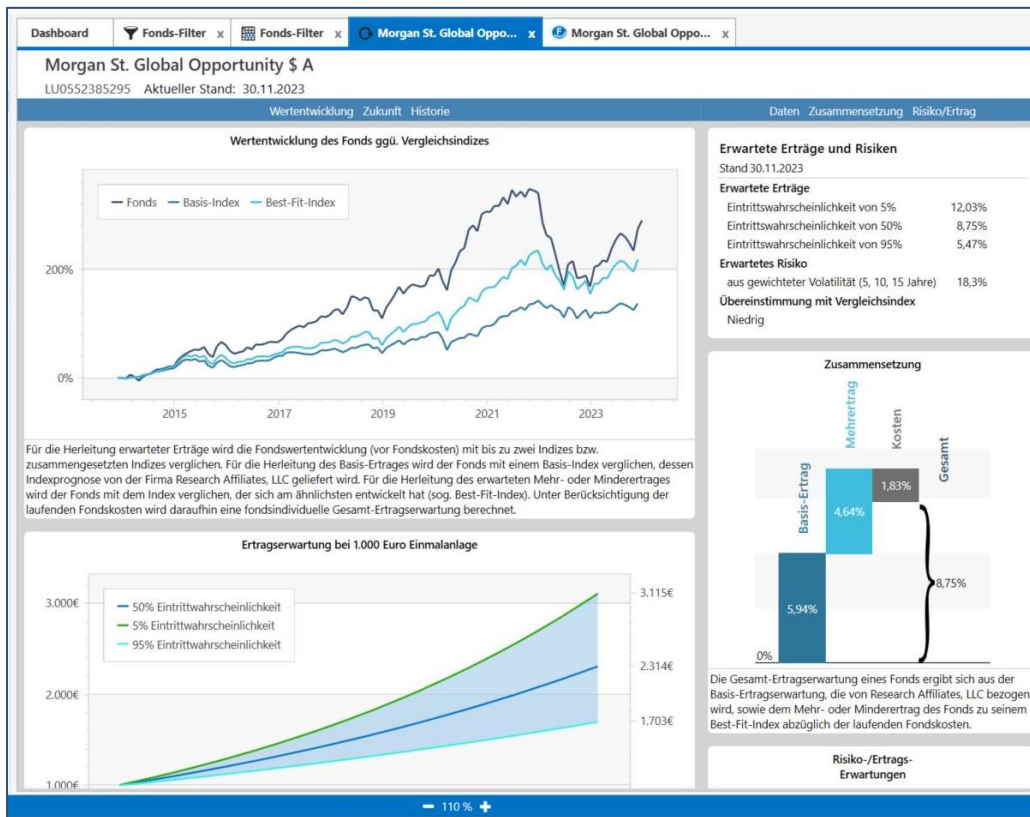 Dashboard
Fonds-Filter x
Fonds-Filter x
Morgan St. Global Oppo... x
Morgan St. Global Oppo... x
Morgan St. Global Opportunity $ A
LU0552385295 Aktueller Stand: 30.11.2023
Wertentwicklung Zukunft Historie
Wertentwicklung des Fonds ggü. Vergleichsindizes
Fonds Basis-Index Best-Fit-Index
200%
0%
2015 2017 2019 2021 2023
Für die Herleitung erwarteter Erträge wird die Fondswertentwicklung (vor Fondskosten) mit bis zu zwei Indizes bzw.
zusammengesetzten Indizes verglichen. Für die Herleitung des Basis-Ertrages wird der Fonds mit einem Basis-Index verglichen, dessen
Indexprognose von der Firma Research Affiliates, LLC geliefert wird. Für die Herleitung des erwarteten Mehr- oder Minderertrages
wird der Fonds mit dem Index verglichen, der sich am ähnlichsten entwickelt hat (sog. Best-Fit-Index). Unter Berücksichtigung der
laufenden Fondskosten wird daraufhin eine fondsindividuelle Gesamt-Ertragserwartung berechnet.
Ertragserwartung bei 1.000 Euro Einmalanlage
50% Eintrittwahrscheinlichkeit
5% Eintrittwahrscheinlichkeit
95% Eintrittwahrscheinlichkeit
3.000€
2.000€
1.000€
3.115€
2.314€
1.703€
Daten Zusammensetzung Risiko/Ertrag
Erwartete Erträge und Risiken
Stand 30.11.2023
Erwartete Erträge
Eintrittswahrscheinlichkeit von 5% 12,03%
Eintrittswahrscheinlichkeit von 50% 8,75%
Eintrittswahrscheinlichkeit von 95% 5,47%
Erwartetes Risiko
aus gewichteter Volatilität (5, 10, 15 Jahre) 18,3%
Übereinstimmung mit Vergleichsindex
Niedrig
Zusammensetzung
Basis-Ertrag
Mehrertrag
Kosten
Gesamt
5,94%
4,64%
1,83%
8,75%
0%
Die Gesamt-Ertragserwartung eines Fonds ergibt sich aus der
Basis-Ertragserwartung, die von Research Affiliates, LLC bezogen
wird, sowie dem Mehr- oder Minderertrag des Fonds zu seinem
Best-Fit-Index abzüglich der laufenden Fondskosten.
Risiko-/Ertrags-
Erwartungen
110 %